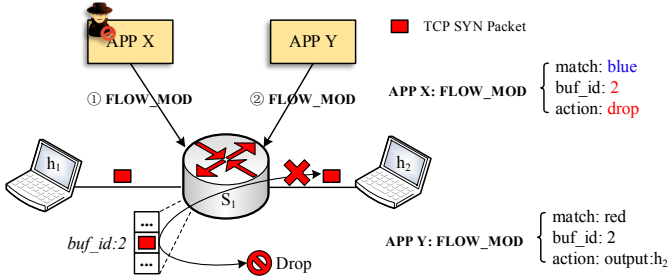 APP X
APP Y
TCP SYN Packet
① FLOW_MOD
② FLOW_MOD
APP X: FLOW_MOD
match: blue
buf_id: 2
action: drop
h1
S1
h2
...
buf_id:2
...
Drop
APP Y: FLOW_MOD
match: red
buf_id: 2
action: output:h2